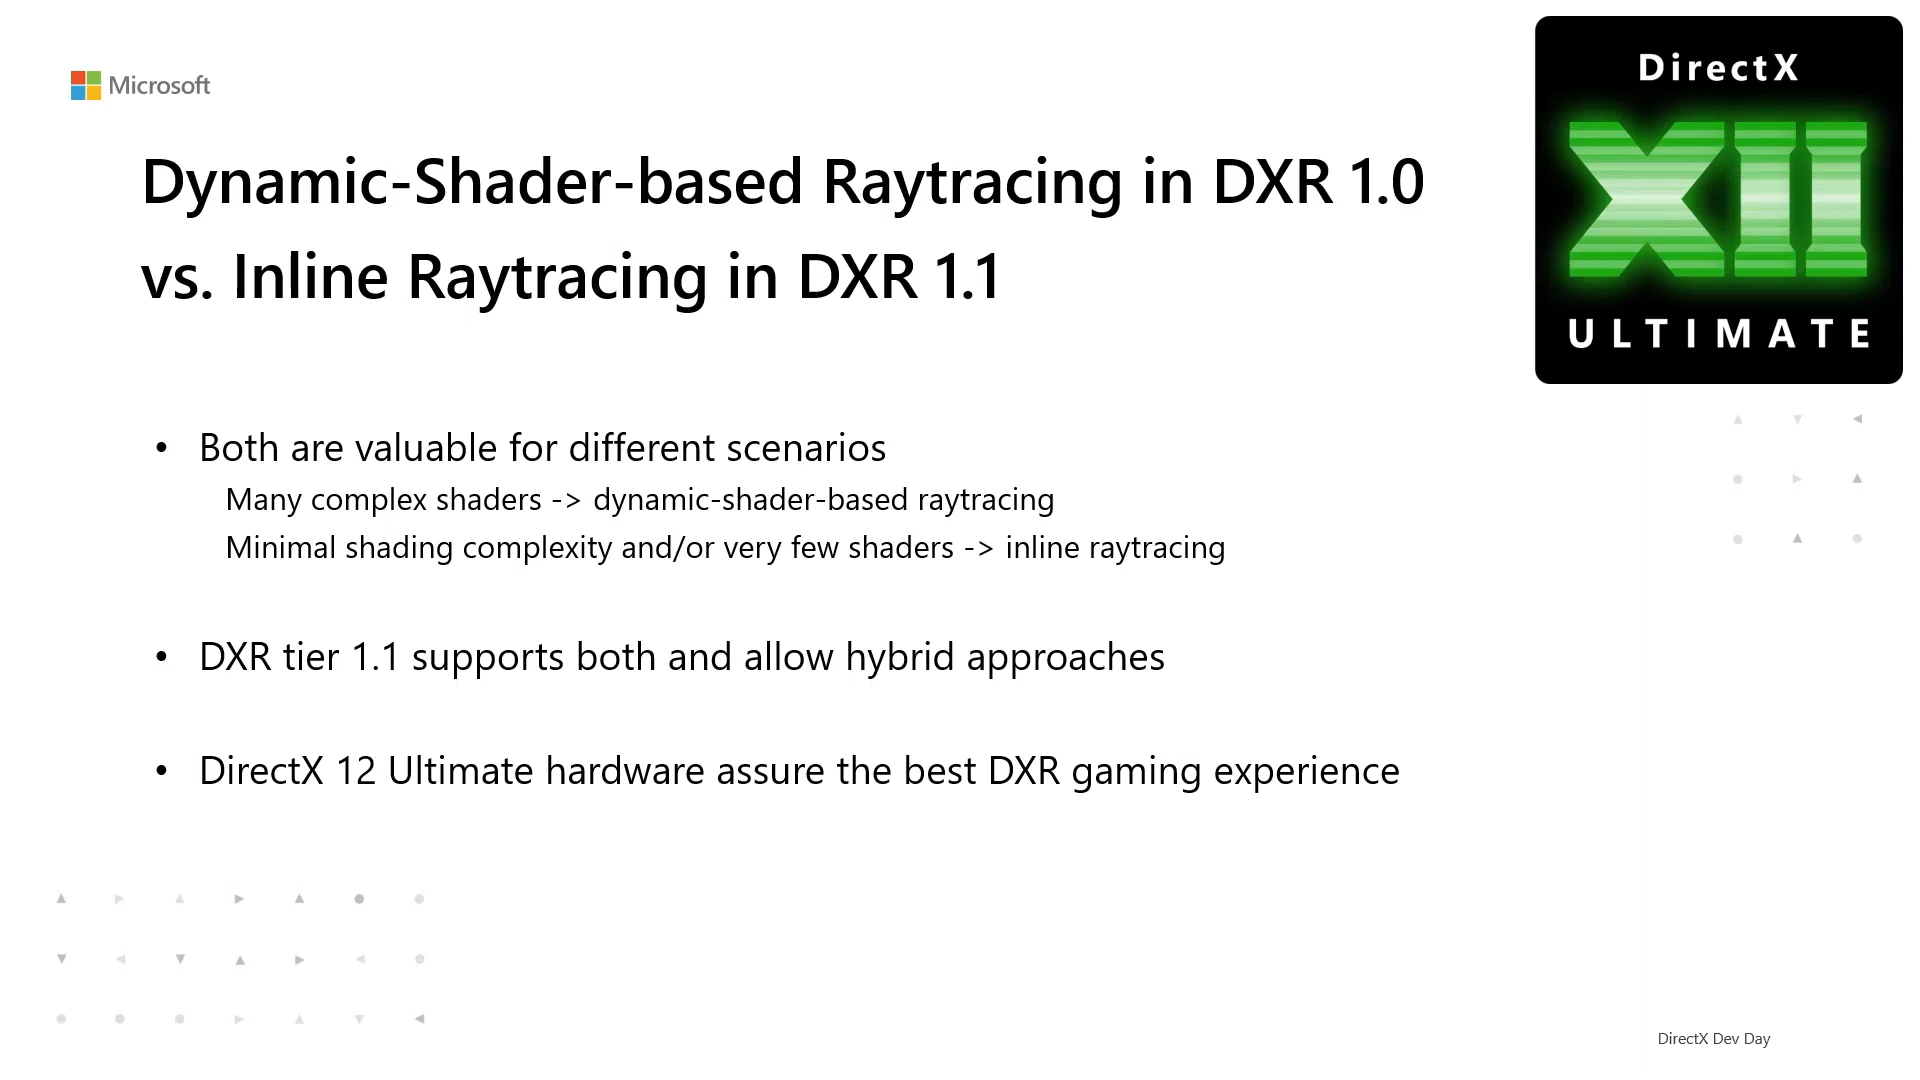 Microsoft
DirectX
XII
ULTIMATE
Dynamic-Shader-based Raytracing in DXR 1.0
vs. Inline Raytracing in DXR 1.1
• Both are valuable for different scenarios
Many complex shaders -> dynamic-shader-based raytracing
Minimal shading complexity and/or very few shaders -> inline raytracing
• DXR tier 1.1 supports both and allow hybrid approaches
• DirectX 12 Ultimate hardware assure the best DXR gaming experience
DirectX Dev Day